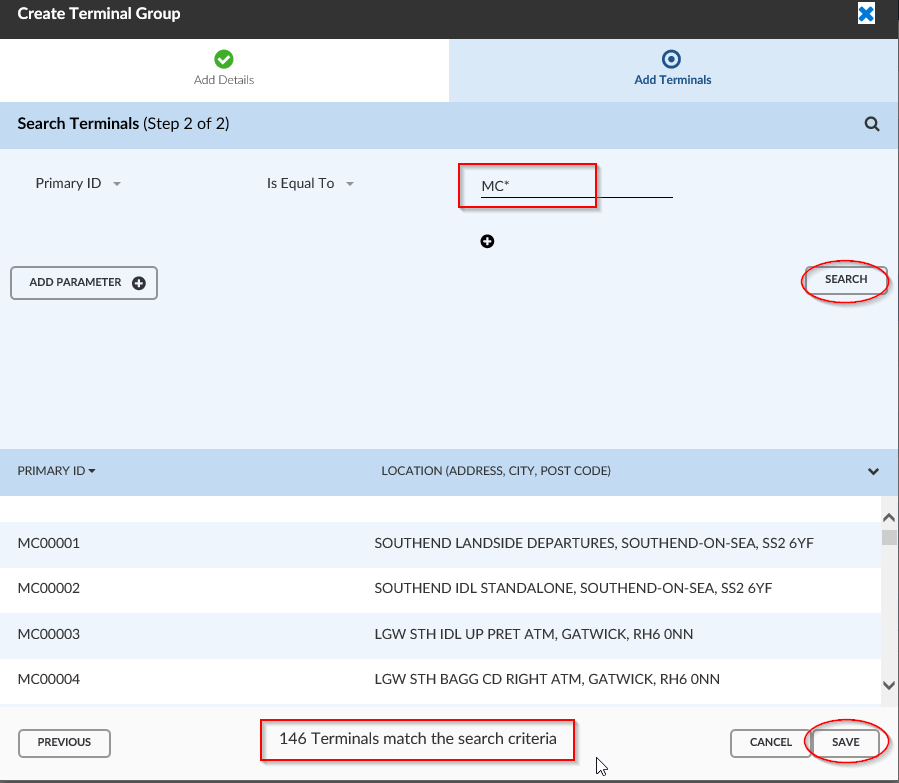 Create Terminal Group
Add Details
Add Terminals
Search Terminals (Step 2 of 2)
Primary ID Is Equal To MC*
ADD PARAMETER SEARCH
PRIMARY ID LOCATION (ADDRESS, CITY, POST CODE)
MC00001 SOUTHEND LANDSIDE DEPARTURES, SOUTHEND-ON-SEA, SS2 6YF
MC00002 SOUTHEND IDL STANDALONE, SOUTHEND-ON-SEA, SS2 6YF
MC00003 LGW STH IDL UP PRET ATM, GATWICK, RH6 0NN
MC00004 LGW STH BAGG CD RIGHT ATM, GATWICK, RH6 0NN
PREVIOUS 146 Terminals match the search criteria CANCEL SAVE